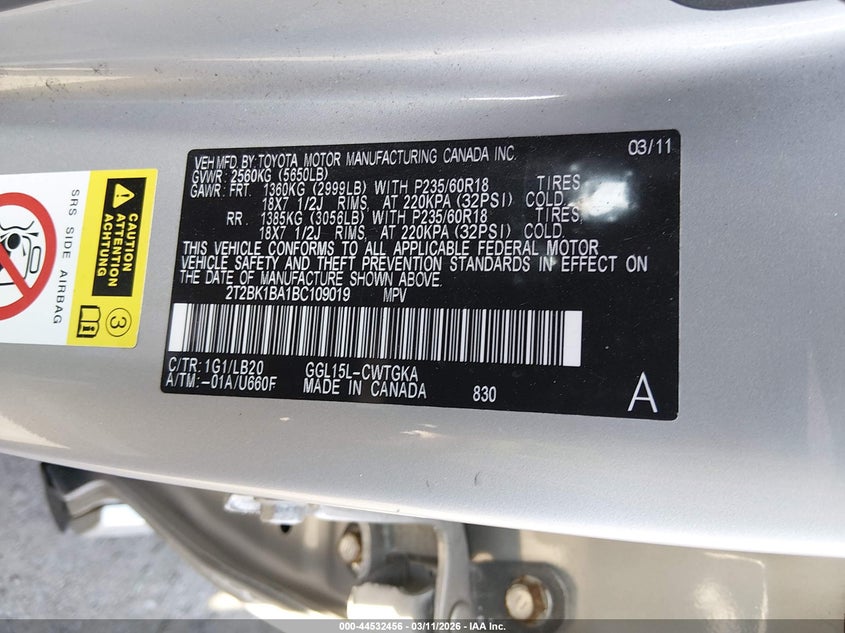 VEH MFD. BY: TOYOTA MOTOR MANUFACTURING CANADA INC. 03/11
GVWR: 2560KG (5650LB)
GAWR: FRT. 1360KG (2999LB) WITH P235/60R18 TIRES,
18X7 1/2J RIMS, AT 220KPA (32PSI) COLD.
RR. 1385KG (3056LB) WITH P235/60R18 TIRES,
18X7 1/2J RIMS, AT 220KPA (32PSI) COLD.
THIS VEHICLE CONFORMS TO ALL APPLICABLE FEDERAL MOTOR
VEHICLE SAFETY AND THEFT PREVENTION STANDARDS IN EFFECT ON
THE DATE OF MANUFACTURE SHOWN ABOVE.
2T2BK1BA1BC109019 MPV
C/TR: 1G1/LB20 GGL15L-CWTGKA
A/TM: -01A/U660F MADE IN CANADA 830 A
SRS SIDE AIRBAG
CAUTION
ACHTUNG
3
000-44532456 - 03/11/2026 - IAA Inc.